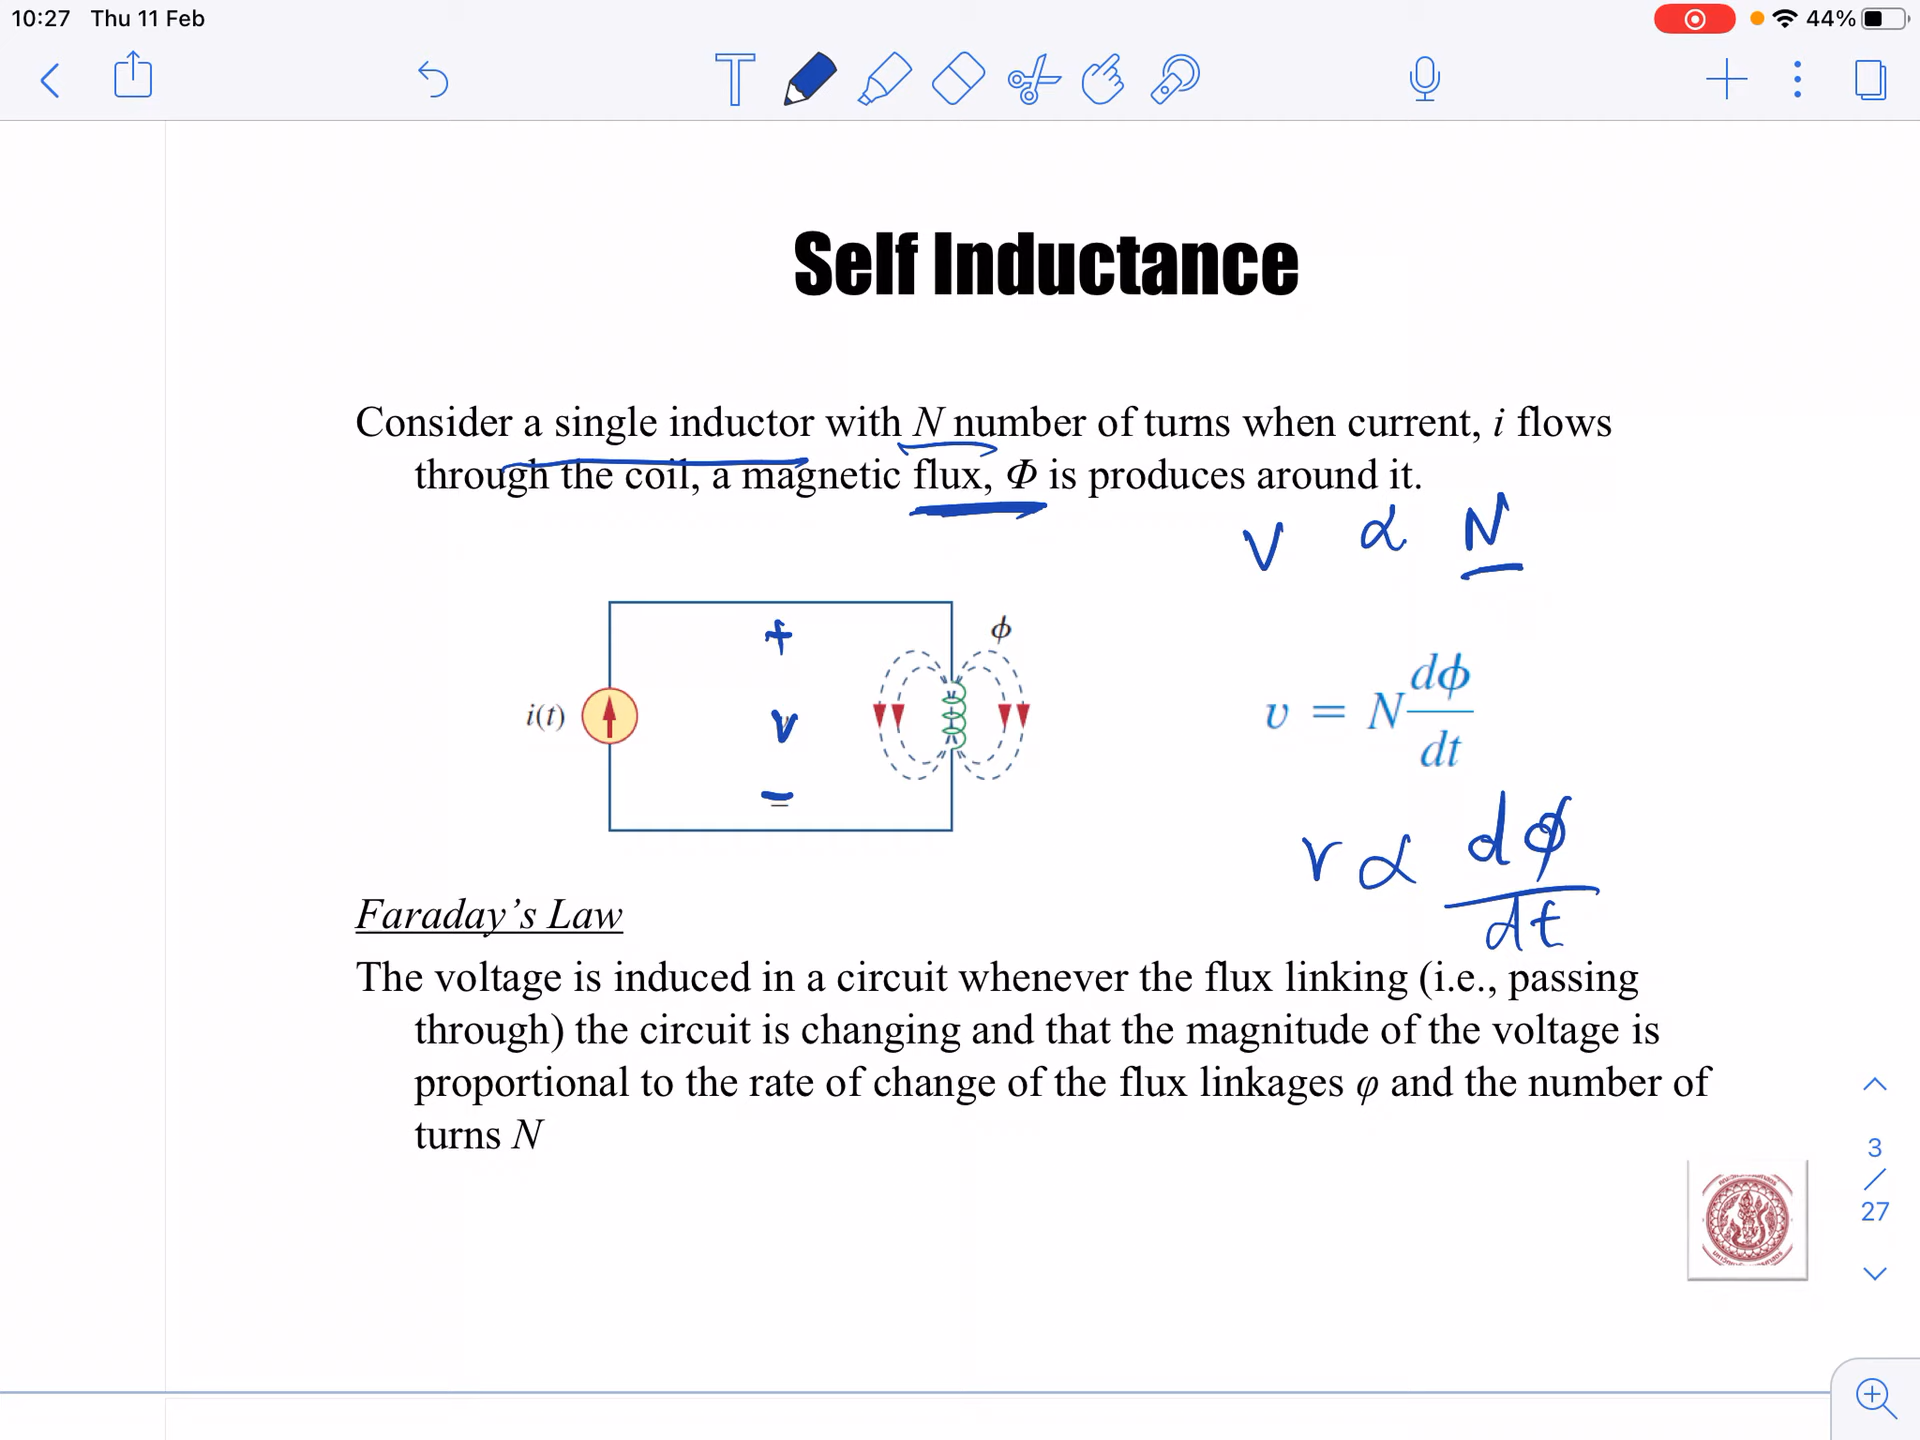 10:27 Thu 11 Feb 44%
Self Inductance
Consider a single inductor with N number of turns when current, i flows
through the coil, a magnetic flux, Φ is produces around it.
V ∝ N
+
ϕ
i(t)
v
−
v = N dϕ/dt
v ∝ dϕ/dt
Faraday’s Law
The voltage is induced in a circuit whenever the flux linking (i.e., passing
through) the circuit is changing and that the magnitude of the voltage is
proportional to the rate of change of the flux linkages φ and the number of
turns N
3
/
27